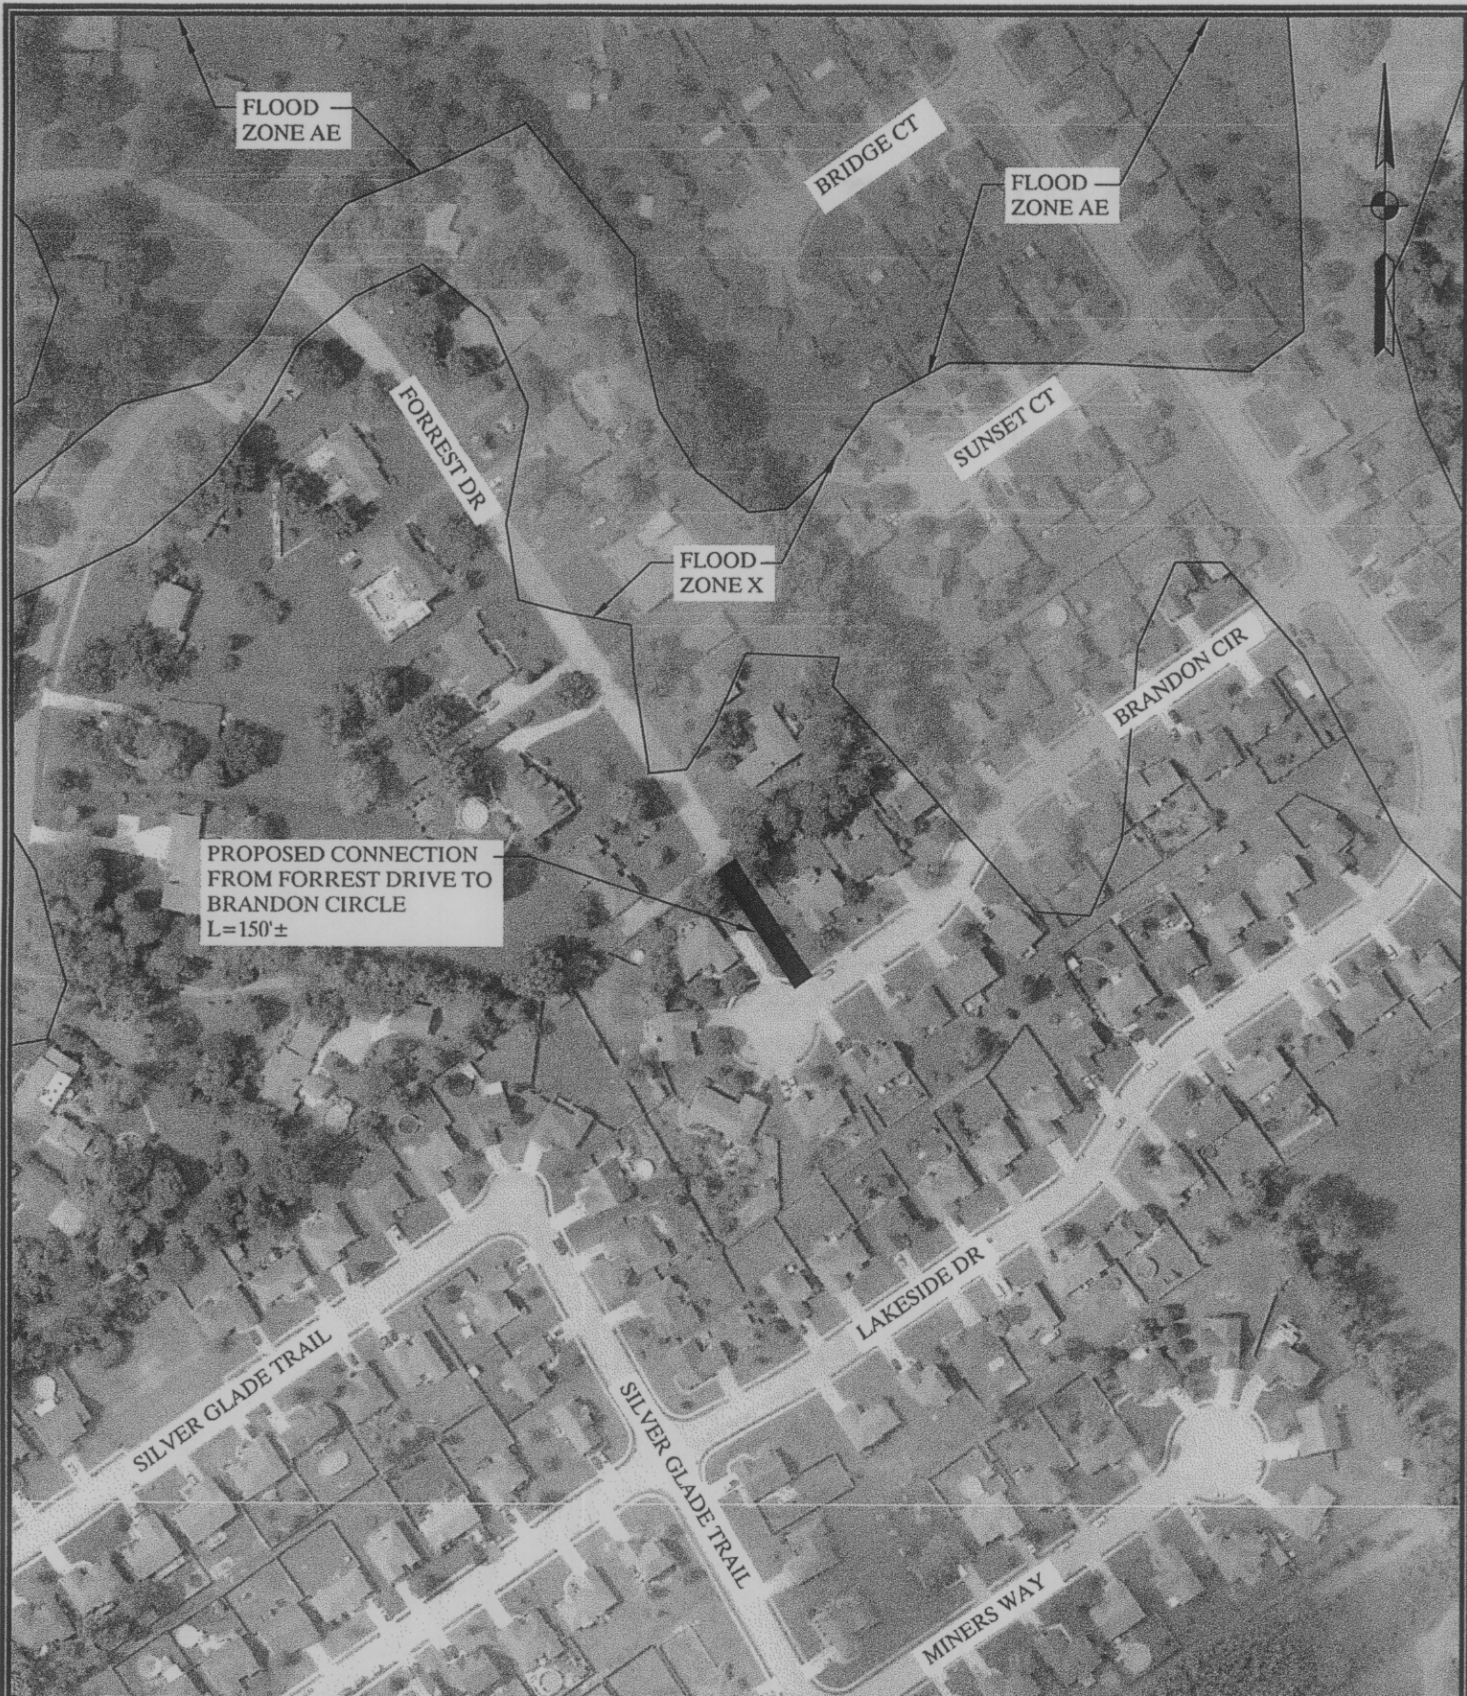 FLOOD
ZONE AE
BRIDGE CT
FLOOD
ZONE AE
FORREST DR
SUNSET CT
FLOOD
ZONE X
BRANDON CIR
PROPOSED CONNECTION
FROM FORREST DRIVE TO
BRANDON CIRCLE
L=150'±
LAKESIDE DR
SILVER GLADE TRAIL
SILVER GLADE TRAIL
MINERS WAY